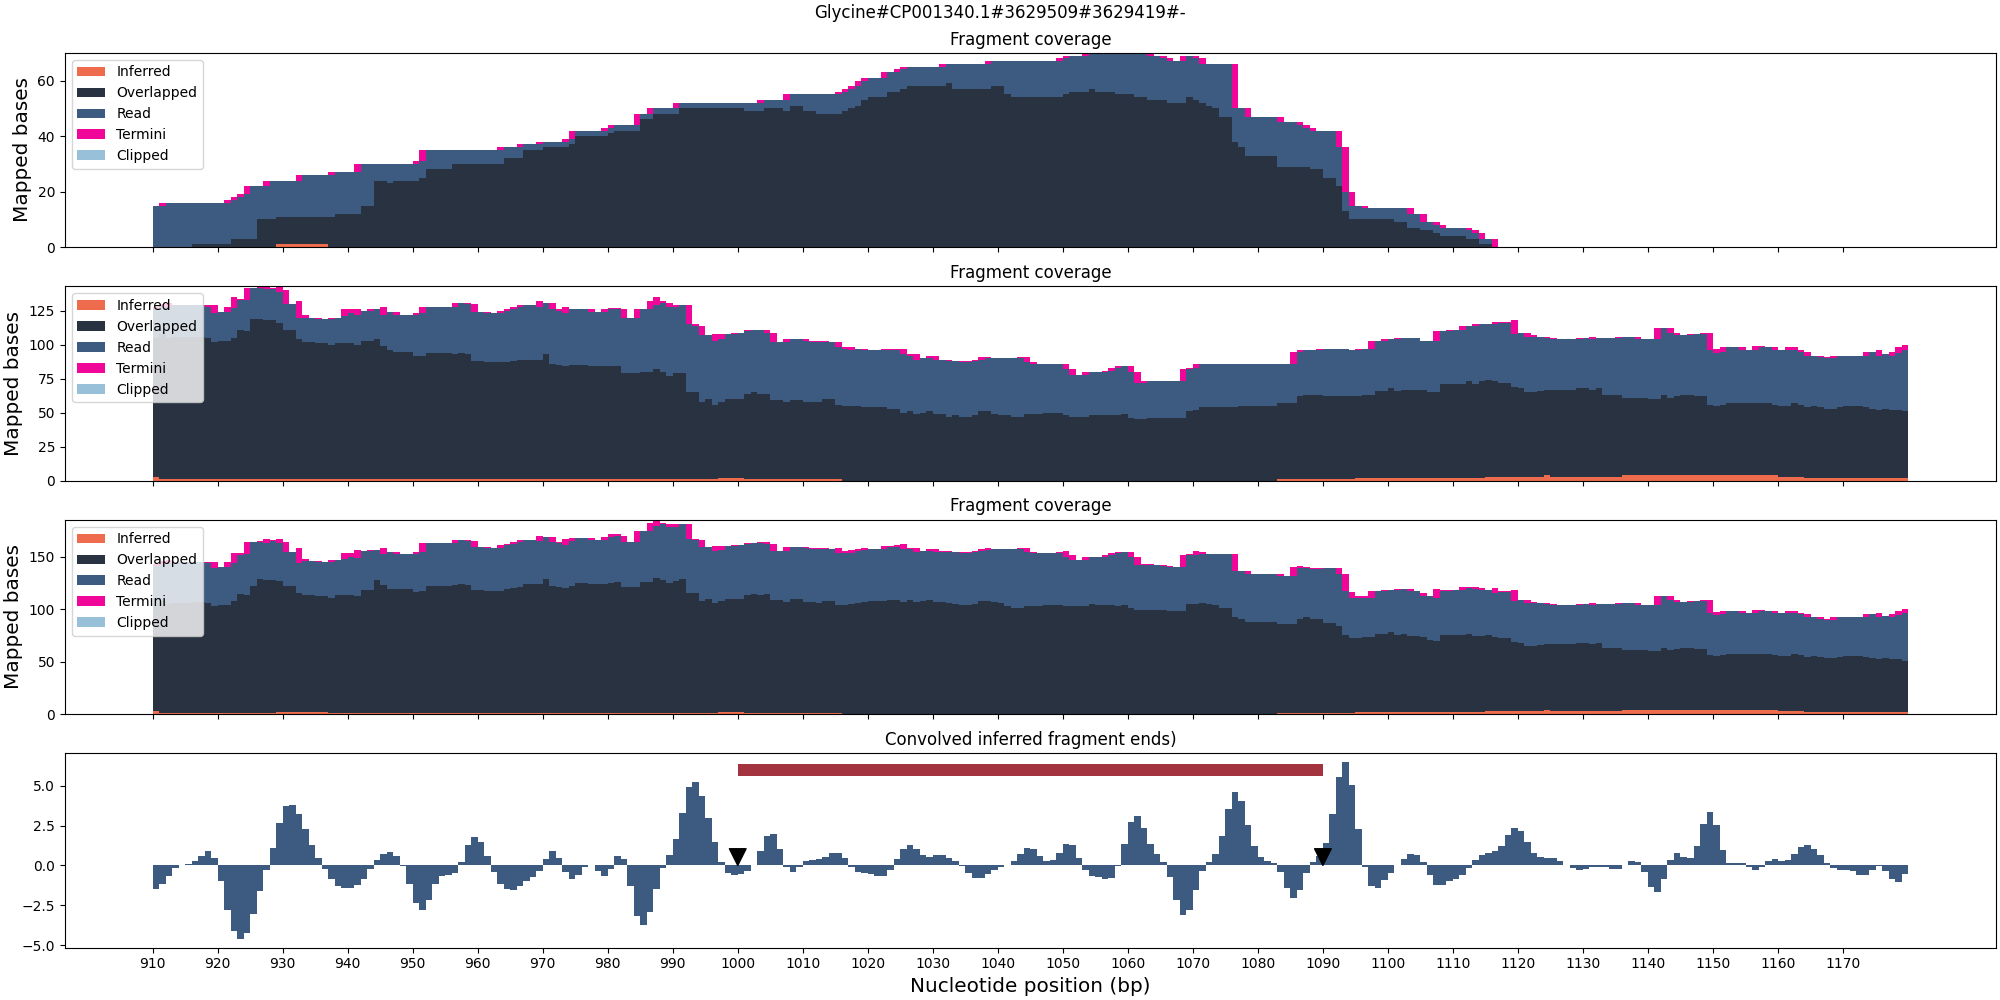 Glycine#CP001340.1#3629509#3629419#-
Fragment coverage
Mapped bases
60
40
20
0
Inferred
Overlapped
Read
Termini
Clipped
Fragment coverage
Mapped bases
125
100
75
50
25
0
Inferred
Overlapped
Read
Termini
Clipped
Fragment coverage
Mapped bases
150
100
50
0
Inferred
Overlapped
Read
Termini
Clipped
Convolved inferred fragment ends)
5.0
2.5
0.0
−2.5
−5.0
910 920 930 940 950 960 970 980 990 1000 1010 1020 1030 1040 1050 1060 1070 1080 1090 1100 1110 1120 1130 1140 1150 1160 1170
Nucleotide position (bp)